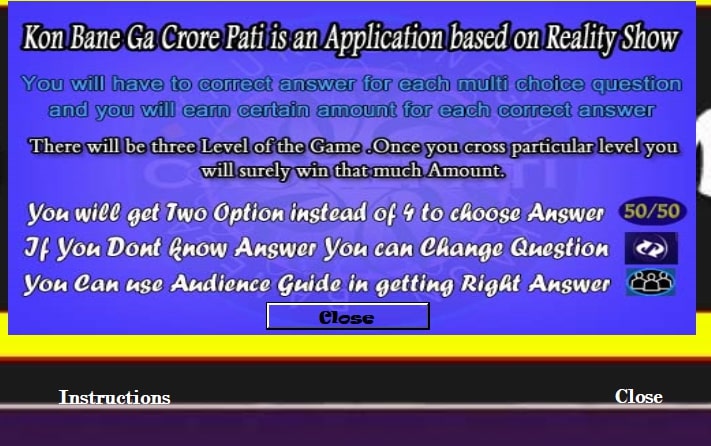 Kon Bane Ga Crore Pati is an Application based on Reality Show
You will have to correct answer for each multi choice question
and you will earn certain amount for each correct answer
There will be three Level of the Game .Once you cross particular level you
will surely win that much Amount.
You will get Two Option instead of 4 to choose Answer 50/50
If You Dont know Answer You can Change Question
You Can use Audience Guide in getting Right Answer
Close
Instructions Close